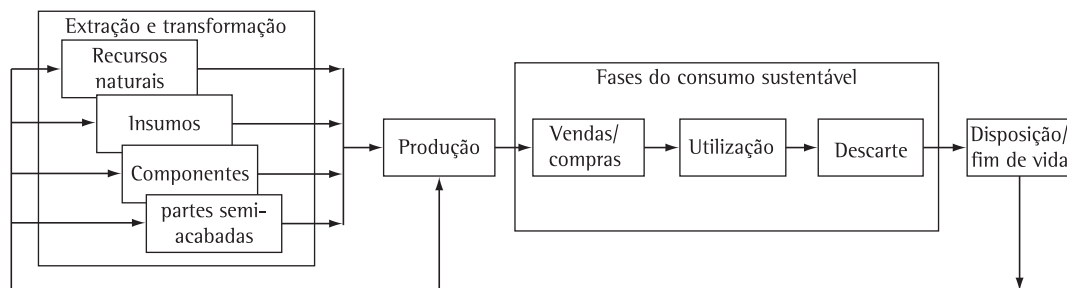 Extração e transformação
Recursos
naturais
Insumos
Componentes
partes semi-
acabadas
Produção
Fases do consumo sustentável
Vendas/
compras
Utilização
Descarte
Disposição/
fim de vida